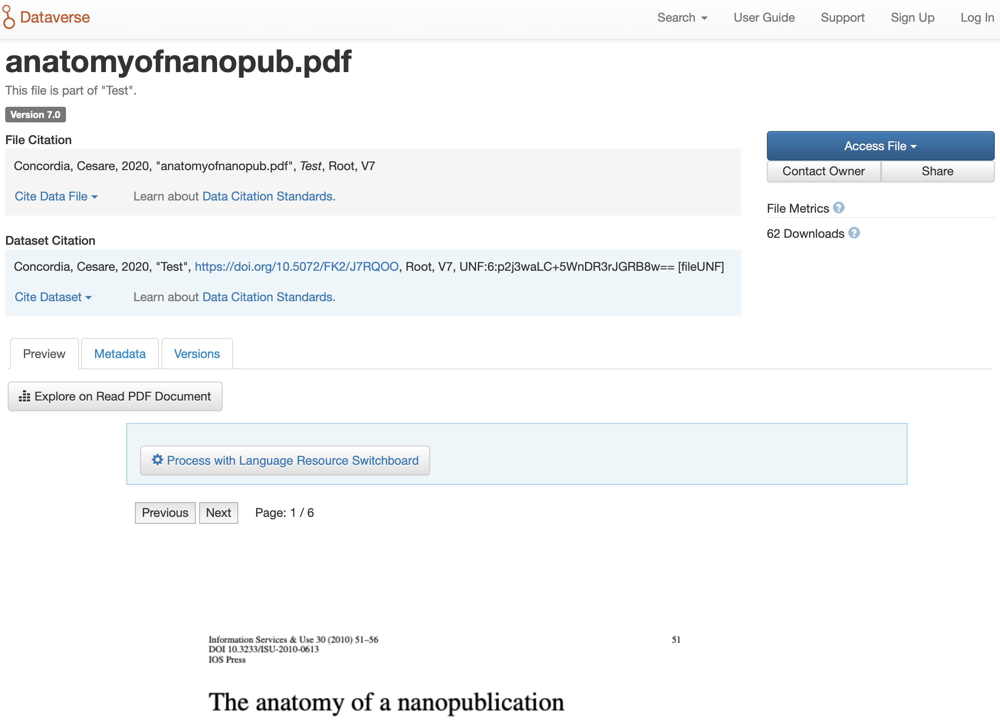 Dataverse
Search User Guide Support Sign Up Log In
anatomyofnanopub.pdf
This file is part of "Test".
Version 7.0
File Citation
Concordia, Cesare, 2020, "anatomyofnanopub.pdf", Test, Root, V7
Cite Data File Learn about Data Citation Standards.
Access File
Contact Owner Share
File Metrics ?
62 Downloads ?
Dataset Citation
Concordia, Cesare, 2020, "Test", https://doi.org/10.5072/FK2/J7RQOO, Root, V7, UNF:6:p2j3waLC+5WnDR3rJGRB8w== [fileUNF]
Cite Dataset Learn about Data Citation Standards.
Preview Metadata Versions
Explore on Read PDF Document
Process with Language Resource Switchboard
Previous Next Page: 1 / 6
Information Services & Use 30 (2010) 51–56 51
DOI 10.3233/ISU-2010-0613
IOS Press
The anatomy of a nanopublication